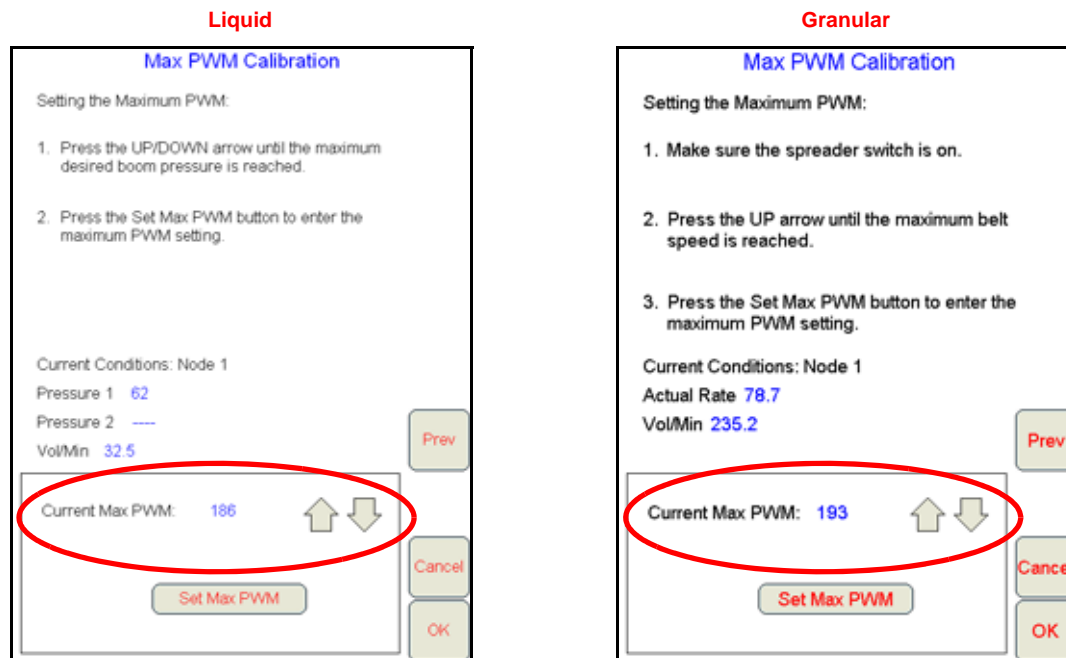 Liquid
Max PWM Calibration
Setting the Maximum PWM:
1. Press the UP/DOWN arrow until the maximum
desired boom pressure is reached.
2. Press the Set Max PWM button to enter the
maximum PWM setting.
Current Conditions: Node 1
Pressure 1 62
Pressure 2 ----
Vol/Min 32.5
Prev
Current Max PWM: 186
Cancel
Set Max PWM
OK
Granular
Max PWM Calibration
Setting the Maximum PWM:
1. Make sure the spreader switch is on.
2. Press the UP arrow until the maximum belt
speed is reached.
3. Press the Set Max PWM button to enter the
maximum PWM setting.
Current Conditions: Node 1
Actual Rate 78.7
Vol/Min 235.2
Prev
Current Max PWM: 193
Cance
Set Max PWM
OK